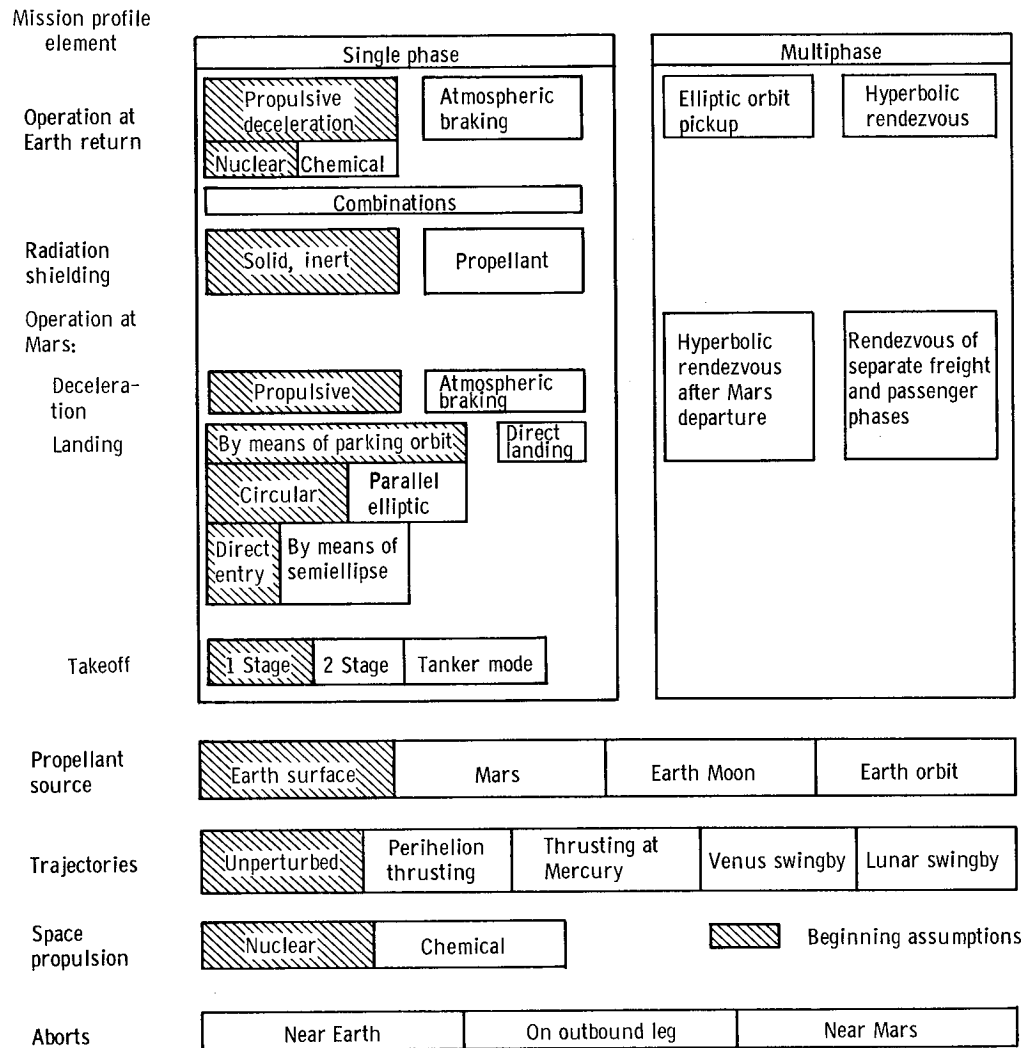 Mission profile
element
Single phase
Multiphase
Operation at
Earth return
Propulsive
deceleration
Atmospheric
braking
Elliptic orbit
pickup
Hyperbolic
rendezvous
Nuclear
Chemical
Combinations
Radiation
shielding
Solid, inert
Propellant
Operation at
Mars:
Hyperbolic
rendezvous
after Mars
departure
Rendezvous of
separate freight
and passenger
phases
Decelera-
tion
Propulsive
Atmospheric
braking
Landing
By means of parking orbit
Direct
landing
Circular
Parallel
elliptic
Direct
entry
By means of
semiellipse
Takeoff
1 Stage
2 Stage
Tanker mode
Propellant
source
Earth surface
Mars
Earth Moon
Earth orbit
Trajectories
Unperturbed
Perihelion
thrusting
Thrusting at
Mercury
Venus swingby
Lunar swingby
Space
propulsion
Nuclear
Chemical
Beginning assumptions
Aborts
Near Earth
On outbound leg
Near Mars